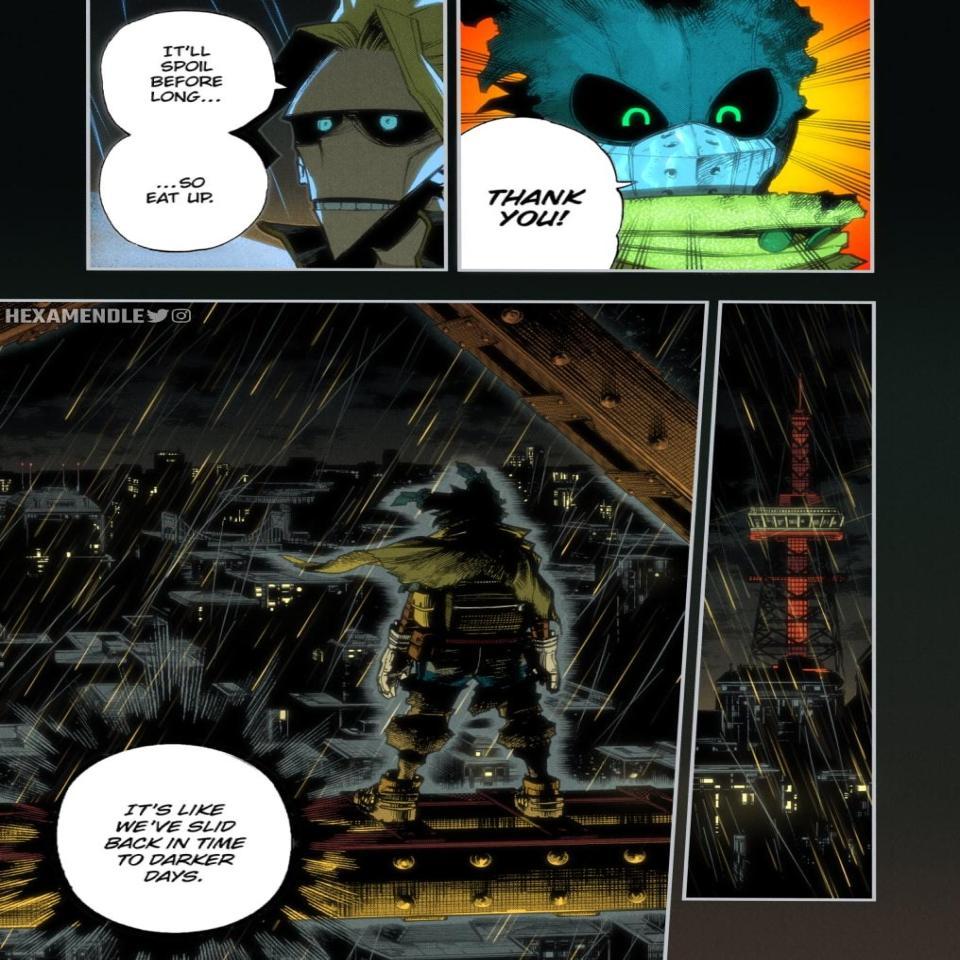 IT'LL
SPOIL
BEFORE
LONG...
...SO
EAT UP.
THANK
YOU!
HEXAMENDLE
IT'S LIKE
WE'VE SLID
BACK IN TIME
TO DARKER
DAYS.